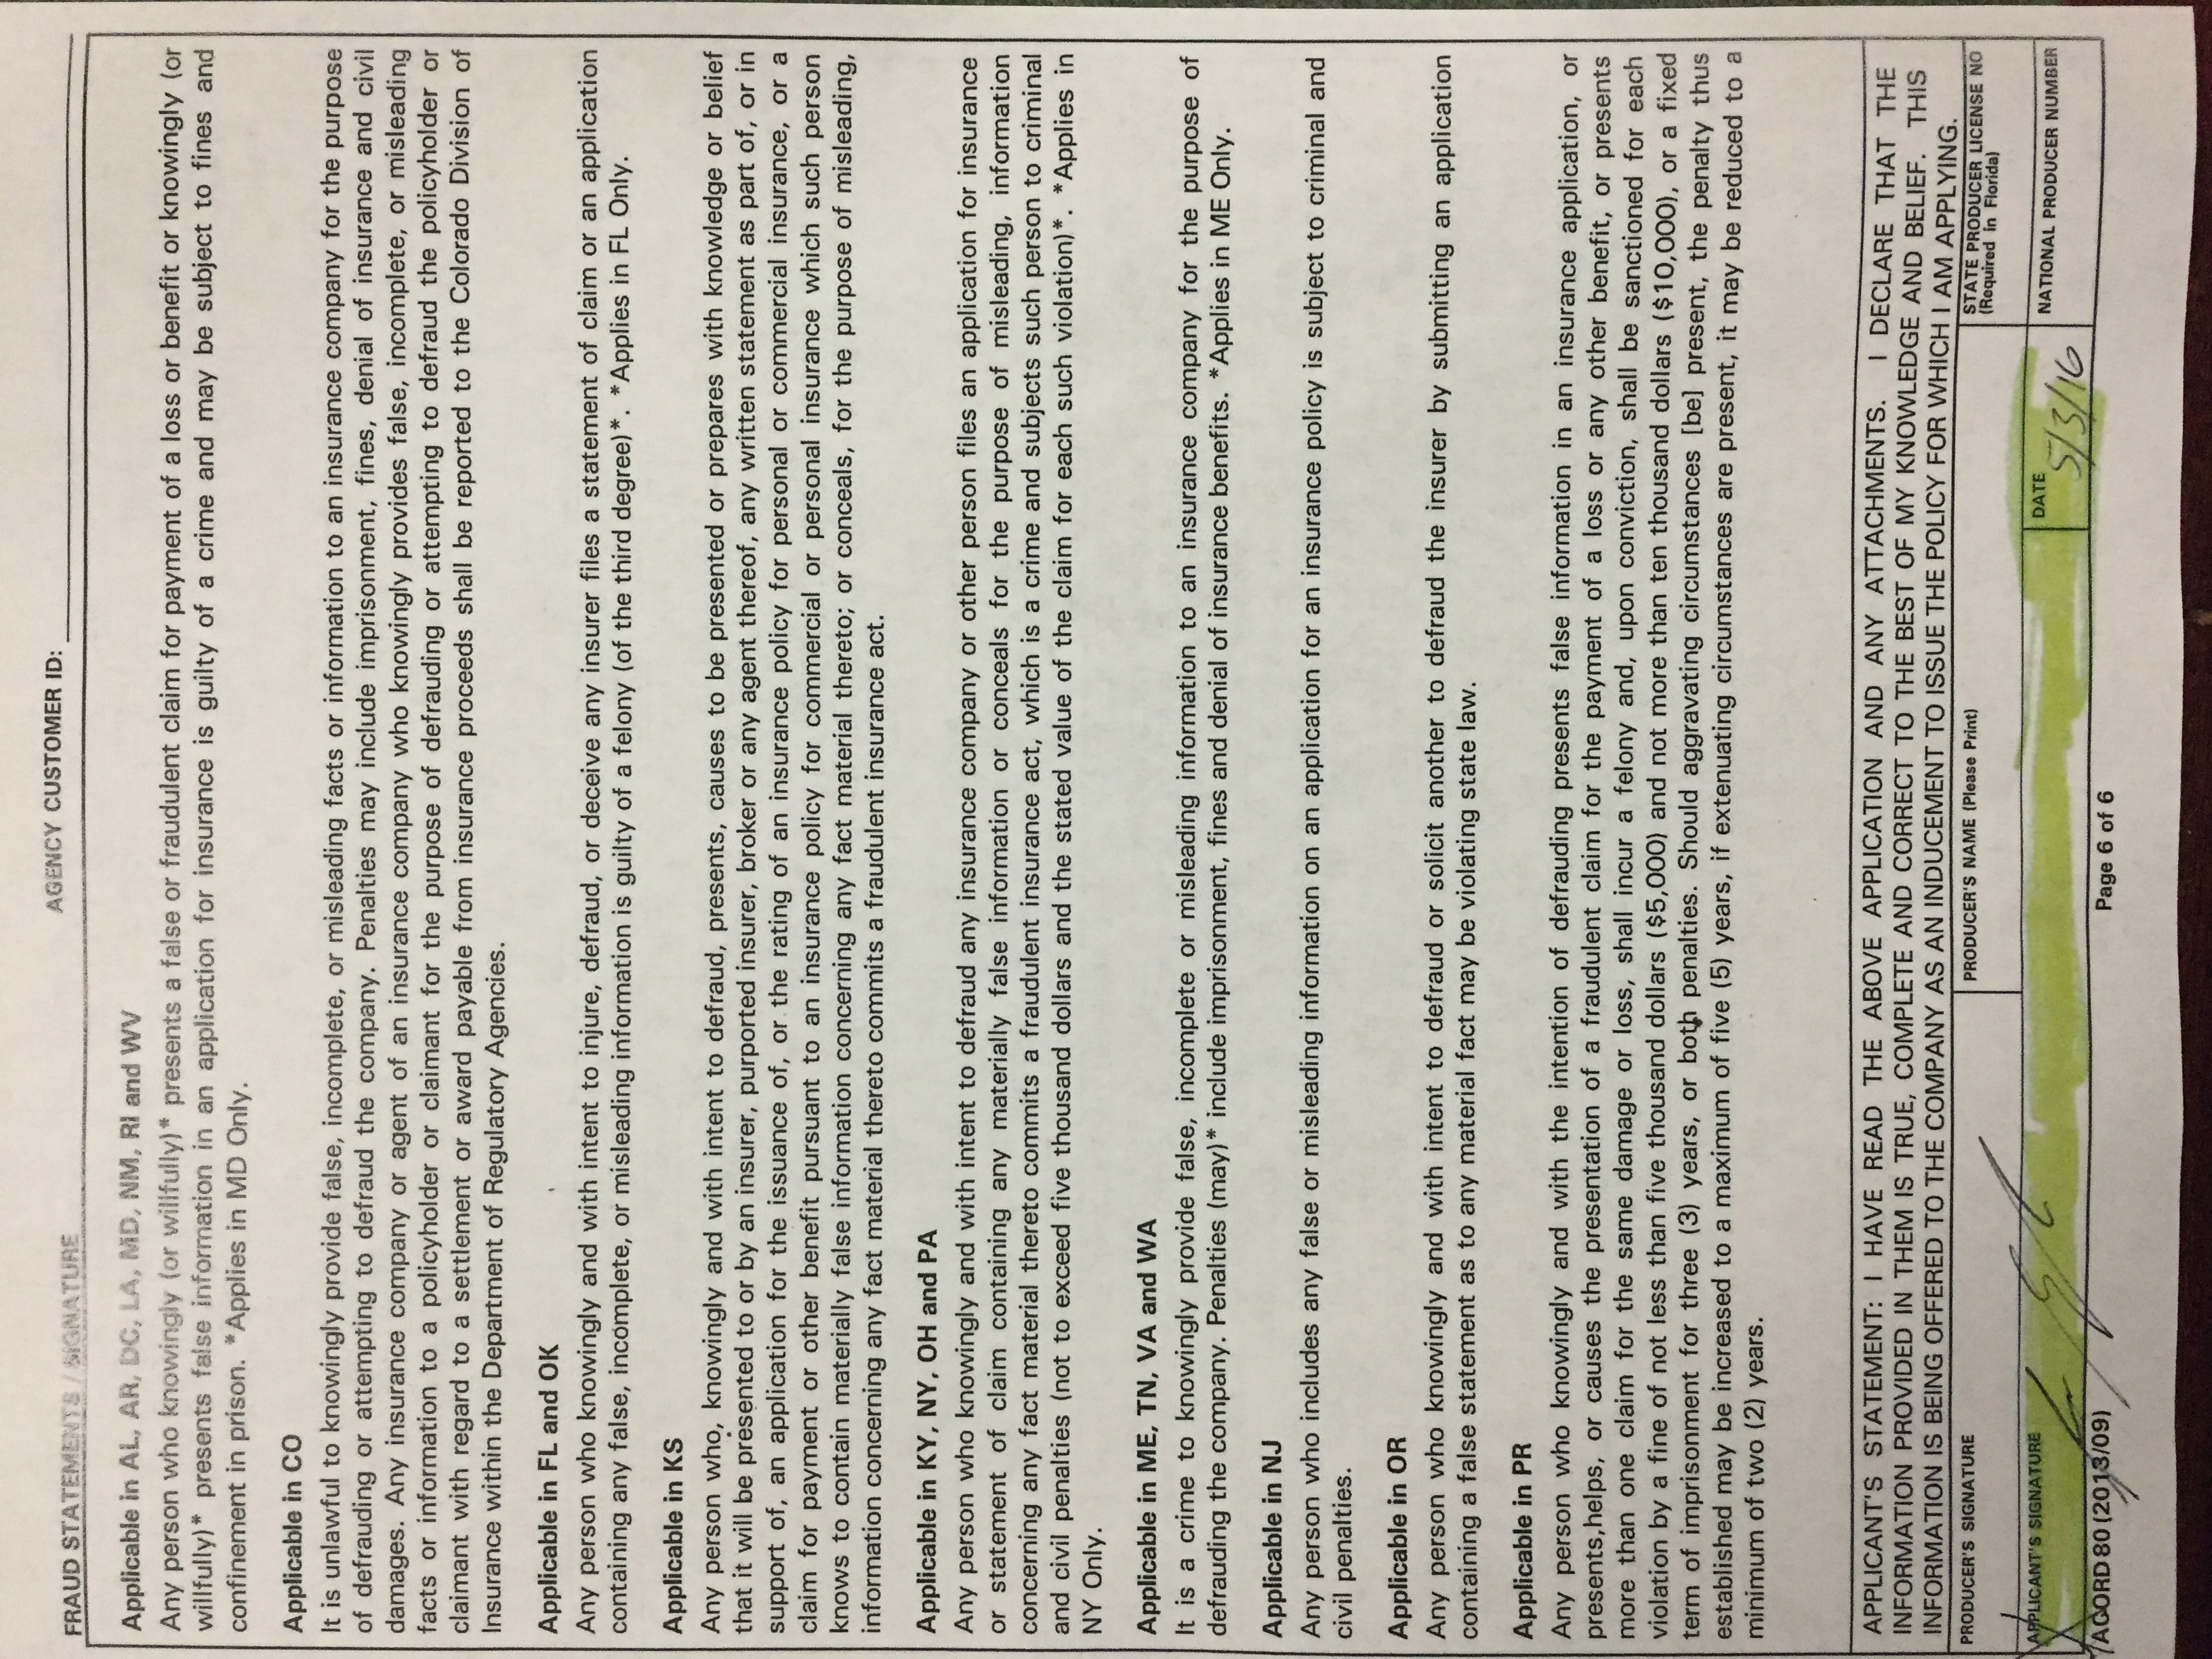 AGENCY CUSTOMER ID:
FRAUD STATEMENTS / SIGNATURE
Applicable in AL, AR, DC, LA, MD, NM, RI and WV
Any person who knowingly (or willfully)* presents a false or fraudulent claim for payment of a loss or benefit or knowingly (or
willfully)* presents false information in an application for insurance is guilty of a crime and may be subject to fines and
confinement in prison. *Applies in MD Only.
Applicable in CO
It is unlawful to knowingly provide false, incomplete, or misleading facts or information to an insurance company for the purpose
of defrauding or attempting to defraud the company. Penalties may include imprisonment, fines, denial of insurance and civil
damages. Any insurance company or agent of an insurance company who knowingly provides false, incomplete, or misleading
facts or information to a policyholder or claimant for the purpose of defrauding or attempting to defraud the policyholder or
claimant with regard to a settlement or award payable from insurance proceeds shall be reported to the Colorado Division of
Insurance within the Department of Regulatory Agencies.
Applicable in FL and OK
Any person who knowingly and with intent to injure, defraud, or deceive any insurer files a statement of claim or an application
containing any false, incomplete, or misleading information is guilty of a felony (of the third degree)*. *Applies in FL Only.
Applicable in KS
Any person who, knowingly and with intent to defraud, presents, causes to be presented or prepares with knowledge or belief
that it will be presented to or by an insurer, purported insurer, broker or any agent thereof, any written statement as part of, or in
support of, an application for the issuance of, or the rating of an insurance policy for personal or commercial insurance, or a
claim for payment or other benefit pursuant to an insurance policy for commercial or personal insurance which such person
knows to contain materially false information concerning any fact material thereto; or conceals, for the purpose of misleading,
information concerning any fact material thereto commits a fraudulent insurance act.
Applicable in KY, NY, OH and PA
Any person who knowingly and with intent to defraud any insurance company or other person files an application for insurance
or statement of claim containing any materially false information or conceals for the purpose of misleading, information
concerning any fact material thereto commits a fraudulent insurance act, which is a crime and subjects such person to criminal
and civil penalties (not to exceed five thousand dollars and the stated value of the claim for each such violation)*. *Applies in
NY Only.
Applicable in ME, TN, VA and WA
It is a crime to knowingly provide false, incomplete or misleading information to an insurance company for the purpose of
defrauding the company. Penalties (may)* include imprisonment, fines and denial of insurance benefits. *Applies in ME Only.
Applicable in NJ
Any person who includes any false or misleading information on an application for an insurance policy is subject to criminal and
civil penalties.
Applicable in OR
Any person who knowingly and with intent to defraud or solicit another to defraud the insurer by submitting an application
containing a false statement as to any material fact may be violating state law.
Applicable in PR
Any person who knowingly and with the intention of defrauding presents false information in an insurance application, or
presents,helps, or causes the presentation of a fraudulent claim for the payment of a loss or any other benefit, or presents
more than one claim for the same damage or loss, shall incur a felony and, upon conviction, shall be sanctioned for each
violation by a fine of not less than five thousand dollars ($5,000) and not more than ten thousand dollars ($10,000), or a fixed
term of imprisonment for three (3) years, or both penalties. Should aggravating circumstances [be] present, the penalty thus
established may be increased to a maximum of five (5) years, if extenuating circumstances are present, it may be reduced to a
minimum of two (2) years.
APPLICANT'S STATEMENT: I HAVE READ THE ABOVE APPLICATION AND ANY ATTACHMENTS. I DECLARE THAT THE
INFORMATION PROVIDED IN THEM IS TRUE, COMPLETE AND CORRECT TO THE BEST OF MY KNOWLEDGE AND BELIEF. THIS
INFORMATION IS BEING OFFERED TO THE COMPANY AS AN INDUCEMENT TO ISSUE THE POLICY FOR WHICH I AM APPLYING.
PRODUCER'S SIGNATURE
PRODUCER'S NAME (Please Print)
STATE PRODUCER LICENSE NO
(Required in Florida)
APPLICANT'S SIGNATURE
DATE
5/3/16
NATIONAL PRODUCER NUMBER
ACORD 80 (2013/09)
Page 6 of 6